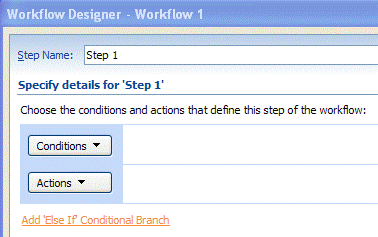 Workflow Designer - Workflow 1
Step Name: Step 1
Specify details for 'Step 1'
Choose the conditions and actions that define this step of the workflow:
Conditions
Actions
Add 'Else If' Conditional Branch